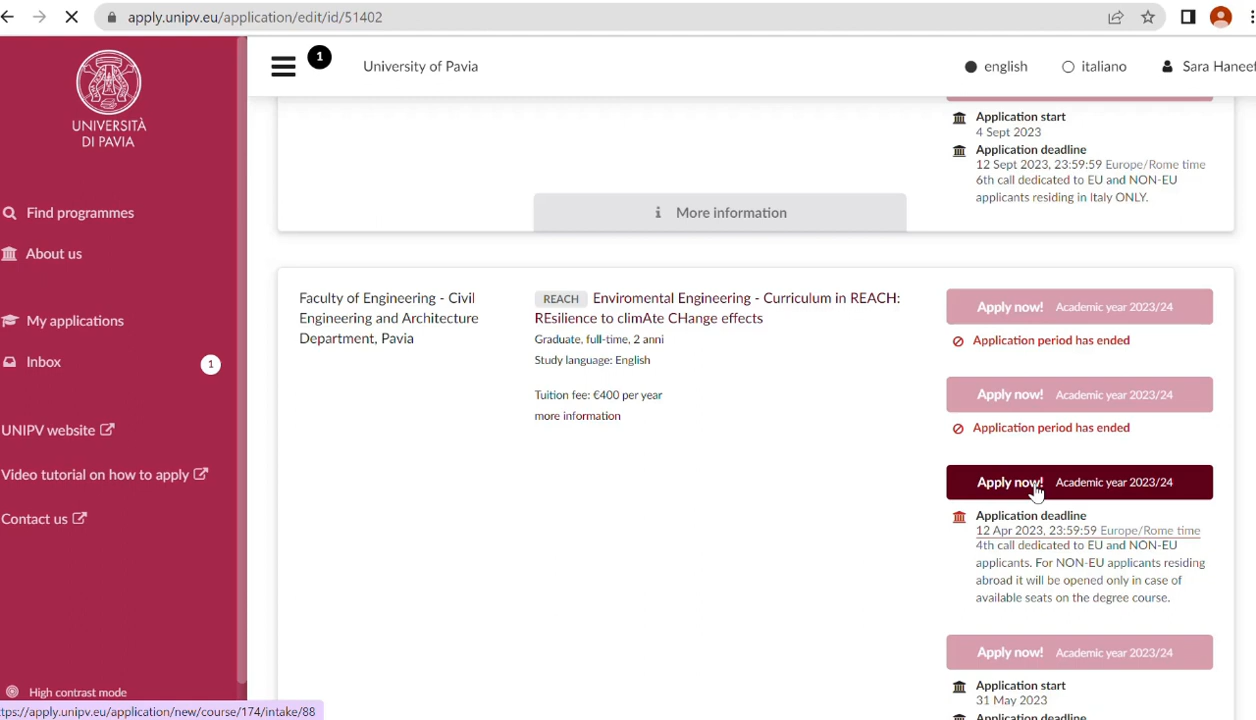 apply.unipv.eu/application/edit/id/51402
UNIVERSITÀ
DI PAVIA
Find programmes
About us
My applications
Inbox
1
UNIPV website
Video tutorial on how to apply
Contact us
High contrast mode
ttps://apply.unipv.eu/application/new/course/174/intake/88
1
University of Pavia
english
italiano
Sara Haneef
Application start
4 Sept 2023
Application deadline
12 Sept 2023, 23:59:59 Europe/Rome time
6th call dedicated to EU and NON-EU
applicants residing in Italy ONLY.
More information
Faculty of Engineering - Civil
Engineering and Architecture
Department, Pavia
REACH Enviromental Engineering - Curriculum in REACH:
REsilience to climAte CHange effects
Graduate, full-time, 2 anni
Study language: English
Tuition fee: €400 per year
more information
Apply now! Academic year 2023/24
Application period has ended
Apply now! Academic year 2023/24
Application period has ended
Apply now! Academic year 2023/24
Application deadline
12 Apr 2023, 23:59:59 Europe/Rome time
4th call dedicated to EU and NON-EU
applicants. For NON-EU applicants residing
abroad it will be opened only in case of
available seats on the degree course.
Apply now! Academic year 2023/24
Application start
31 May 2023
Application deadline